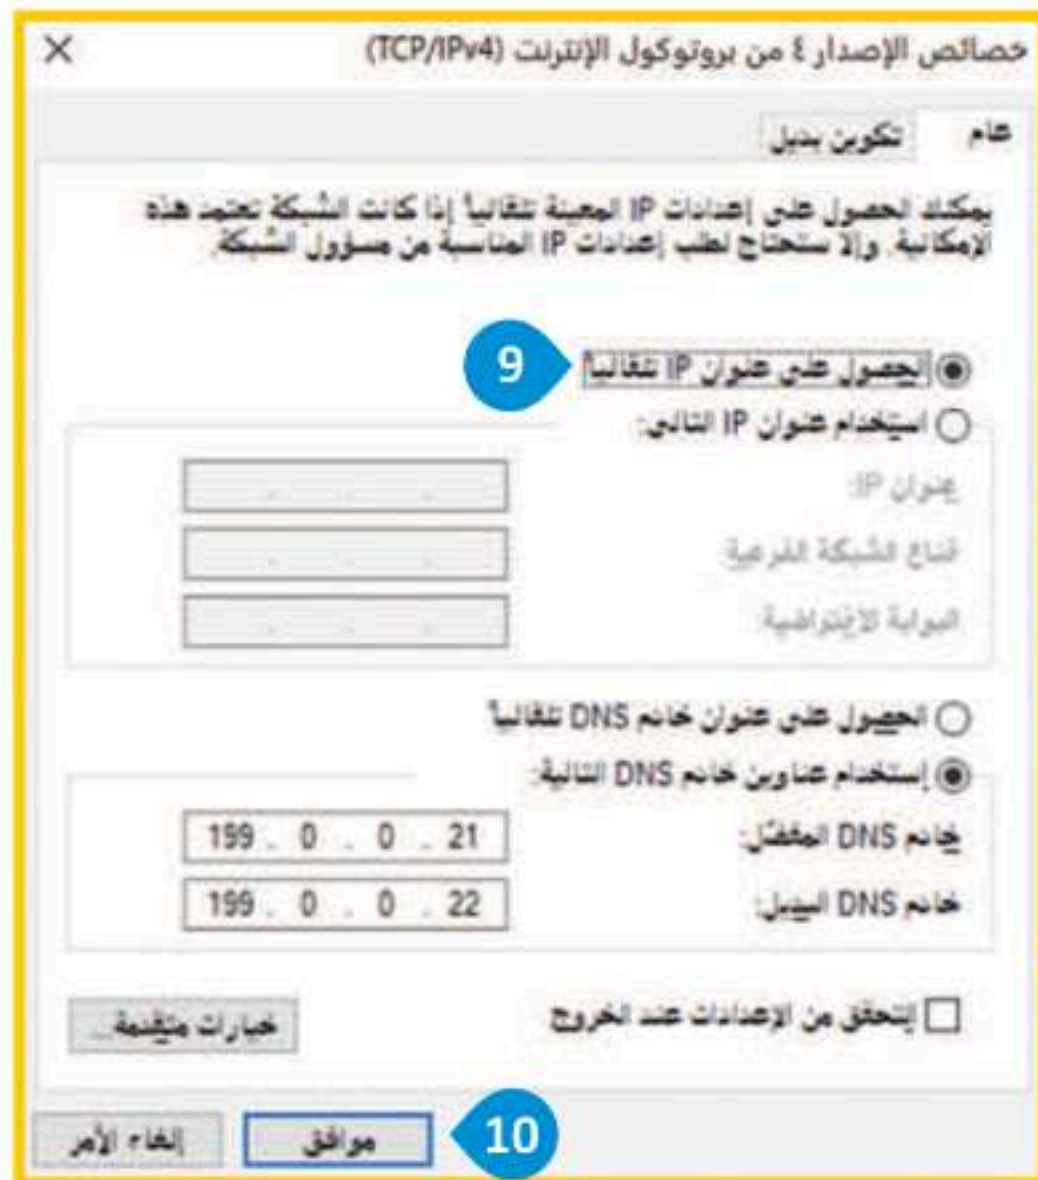 خصائص الإصدار ٤ من بروتوكول الإنترنت (TCP/IPv4)
عام
تكوين بديل
يمكنك الحصول على إعدادات IP المعينة تلقائياً إذا كانت الشبكة تعتمد هذه
الإمكانية. وإلا ستحتاج لطلب إعدادات IP المناسبة من مسؤول الشبكة.
9
الحصول على عنوان IP تلقائياً
استخدام عنوان IP التالي:
عنوان IP:
قناع الشبكة الفرعية
البوابة الافتراضية
الحصول على عنوان خادم DNS تلقائياً
إستخدام عناوين خادم DNS التالية:
خادم DNS المفضّل:
199 . 0 . 0 . 21
خادم DNS البديل:
199 . 0 . 0 . 22
التحقق من الإعدادات عند الخروج
خيارات متقدمة...
10
موافق
إلغاء الأمر